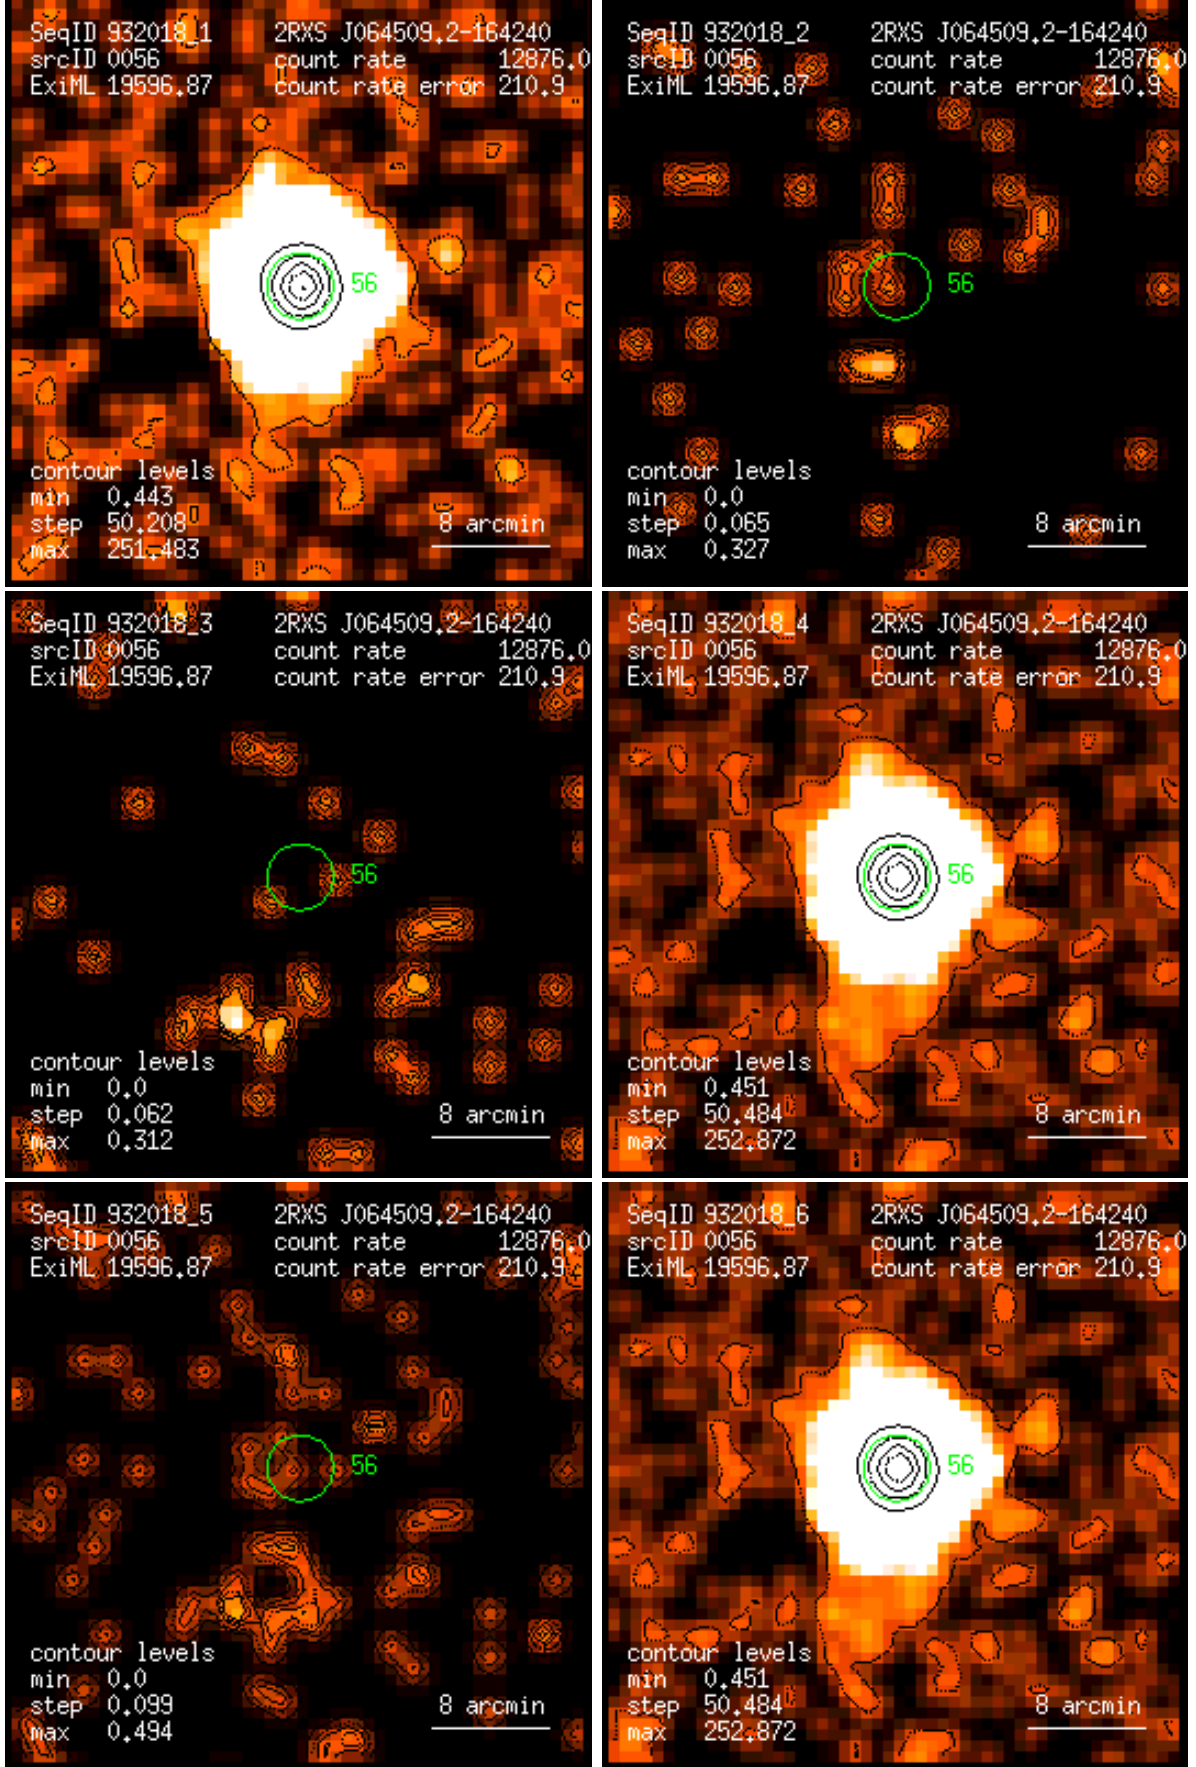 SeqID 932018_1 2RXS J064509.2-164240
srcID 0056 count rate 12876.0
ExiML 19596.87 count rate error 210.9
56
contour levels
min 0.443
step 50.208
max 251.483
8 arcmin
SeqID 932018_2 2RXS J064509.2-164240
srcID 0056 count rate 12876.0
ExiML 19596.87 count rate error 210.9
56
contour levels
min 0.0
step 0.065
max 0.327
8 arcmin
SeqID 932018_3 2RXS J064509.2-164240
srcID 0056 count rate 12876.0
ExiML 19596.87 count rate error 210.9
56
contour levels
min 0.0
step 0.062
max 0.312
8 arcmin
SeqID 932018_4 2RXS J064509.2-164240
srcID 0056 count rate 12876.0
ExiML 19596.87 count rate error 210.9
56
contour levels
min 0.451
step 50.484
max 252.872
8 arcmin
SeqID 932018_5 2RXS J064509.2-164240
srcID 0056 count rate 12876.0
ExiML 19596.87 count rate error 210.9
56
contour levels
min 0.0
step 0.099
max 0.494
8 arcmin
SeqID 932018_6 2RXS J064509.2-164240
srcID 0056 count rate 12876.0
ExiML 19596.87 count rate error 210.9
56
contour levels
min 0.451
step 50.484
max 252.872
8 arcmin